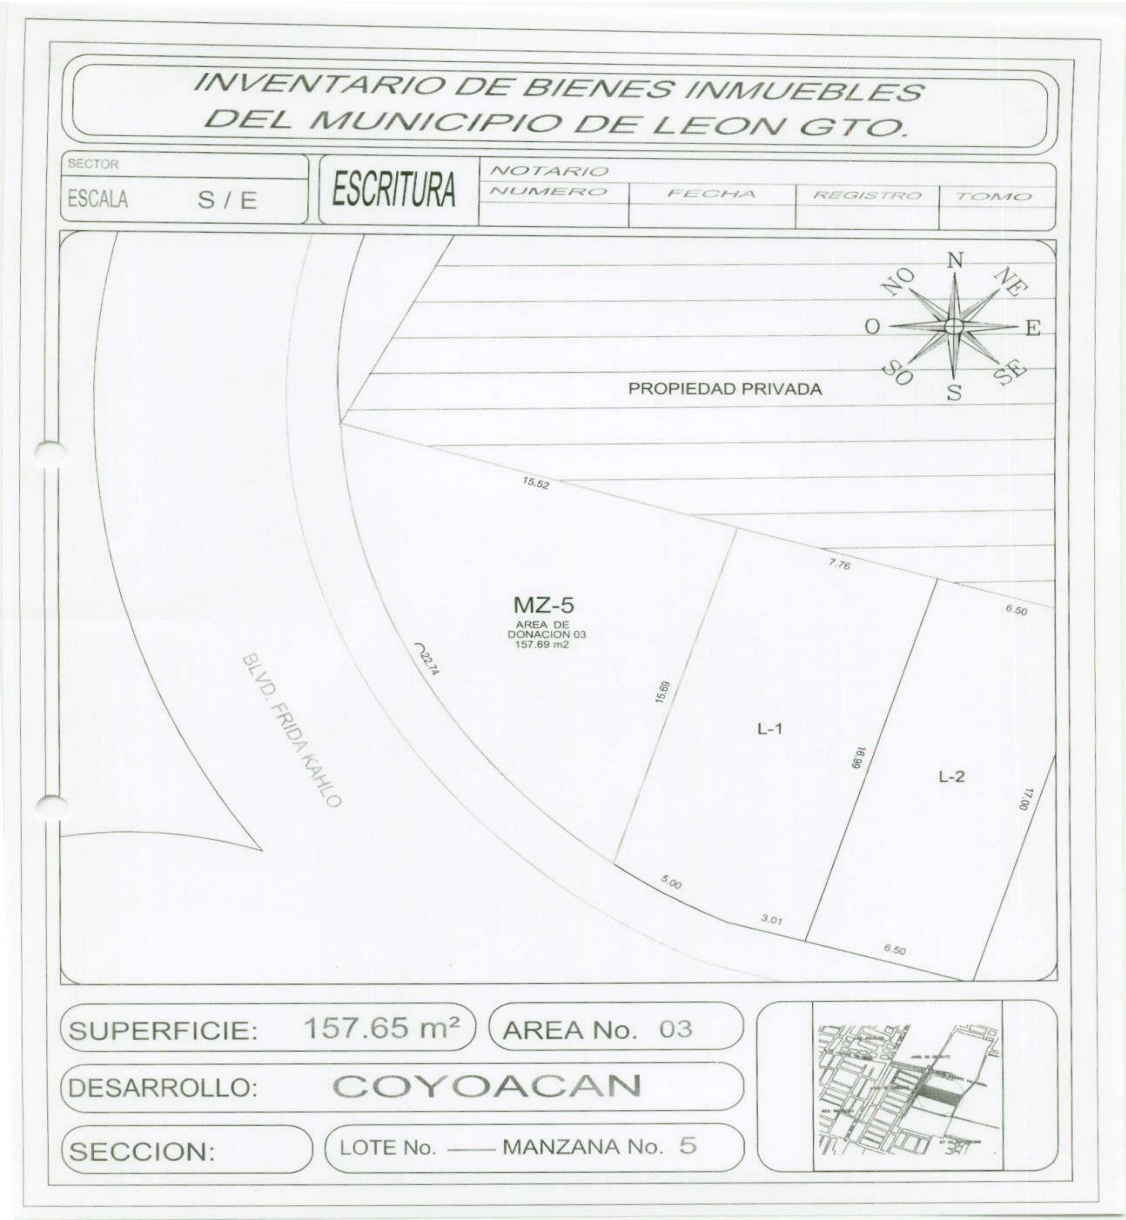 INVENTARIO DE BIENES INMUEBLES
DEL MUNICIPIO DE LEON GTO.
SECTOR
ESCALA S / E
ESCRITURA
NOTARIO
NUMERO FECHA REGISTRO TOMO
N
NO NE
O E
SO SE
S
PROPIEDAD PRIVADA
15.52
7.76
6.50
MZ-5
AREA DE
DONACION 03
157.69 m2
22.74
15.69
L-1
16.99
L-2
17.00
BLVD. FRIDA KAHLO
5.00
3.01
6.50
SUPERFICIE: 157.65 m²
AREA No. 03
DESARROLLO: COYOACAN
SECCION:
LOTE No. —— MANZANA No. 5